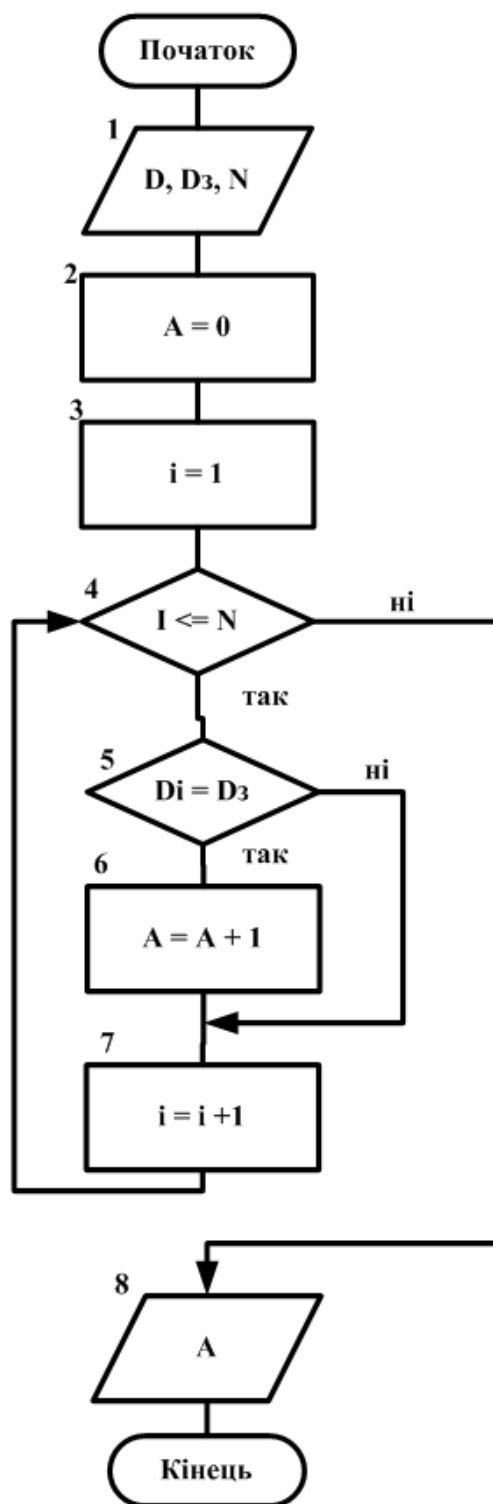 Початок
1
D, Dз, N
2
A = 0
3
i = 1
4
I <= N
ні
так
5
Di = Dз
ні
так
6
A = A + 1
7
i = i +1
8
A
Кінець